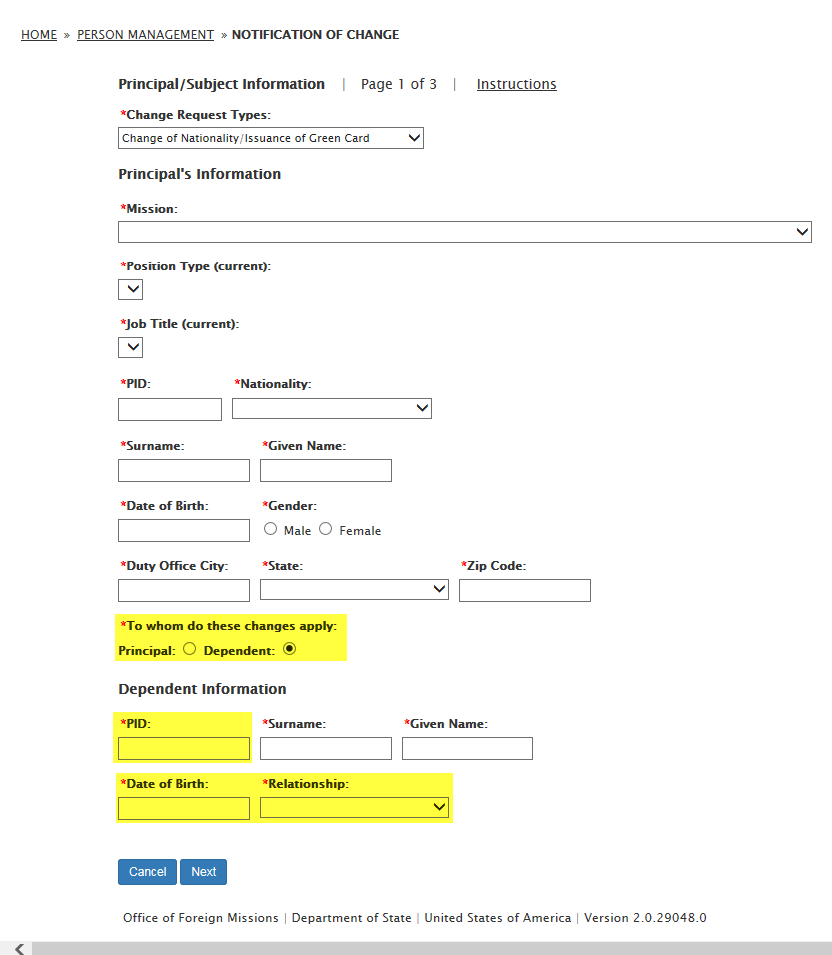 HOME » PERSON MANAGEMENT » NOTIFICATION OF CHANGE
Principal/Subject Information | Page 1 of 3 | Instructions
*Change Request Types:
Change of Nationality/Issuance of Green Card
Principal's Information
*Mission:
*Position Type (current):
*Job Title (current):
*PID: *Nationality:
*Surname: *Given Name:
*Date of Birth: *Gender:
Male Female
*Duty Office City: *State: *Zip Code:
*To whom do these changes apply:
Principal: Dependent:
Dependent Information
*PID: *Surname: *Given Name:
*Date of Birth: *Relationship:
Cancel Next
Office of Foreign Missions | Department of State | United States of America | Version 2.0.29048.0